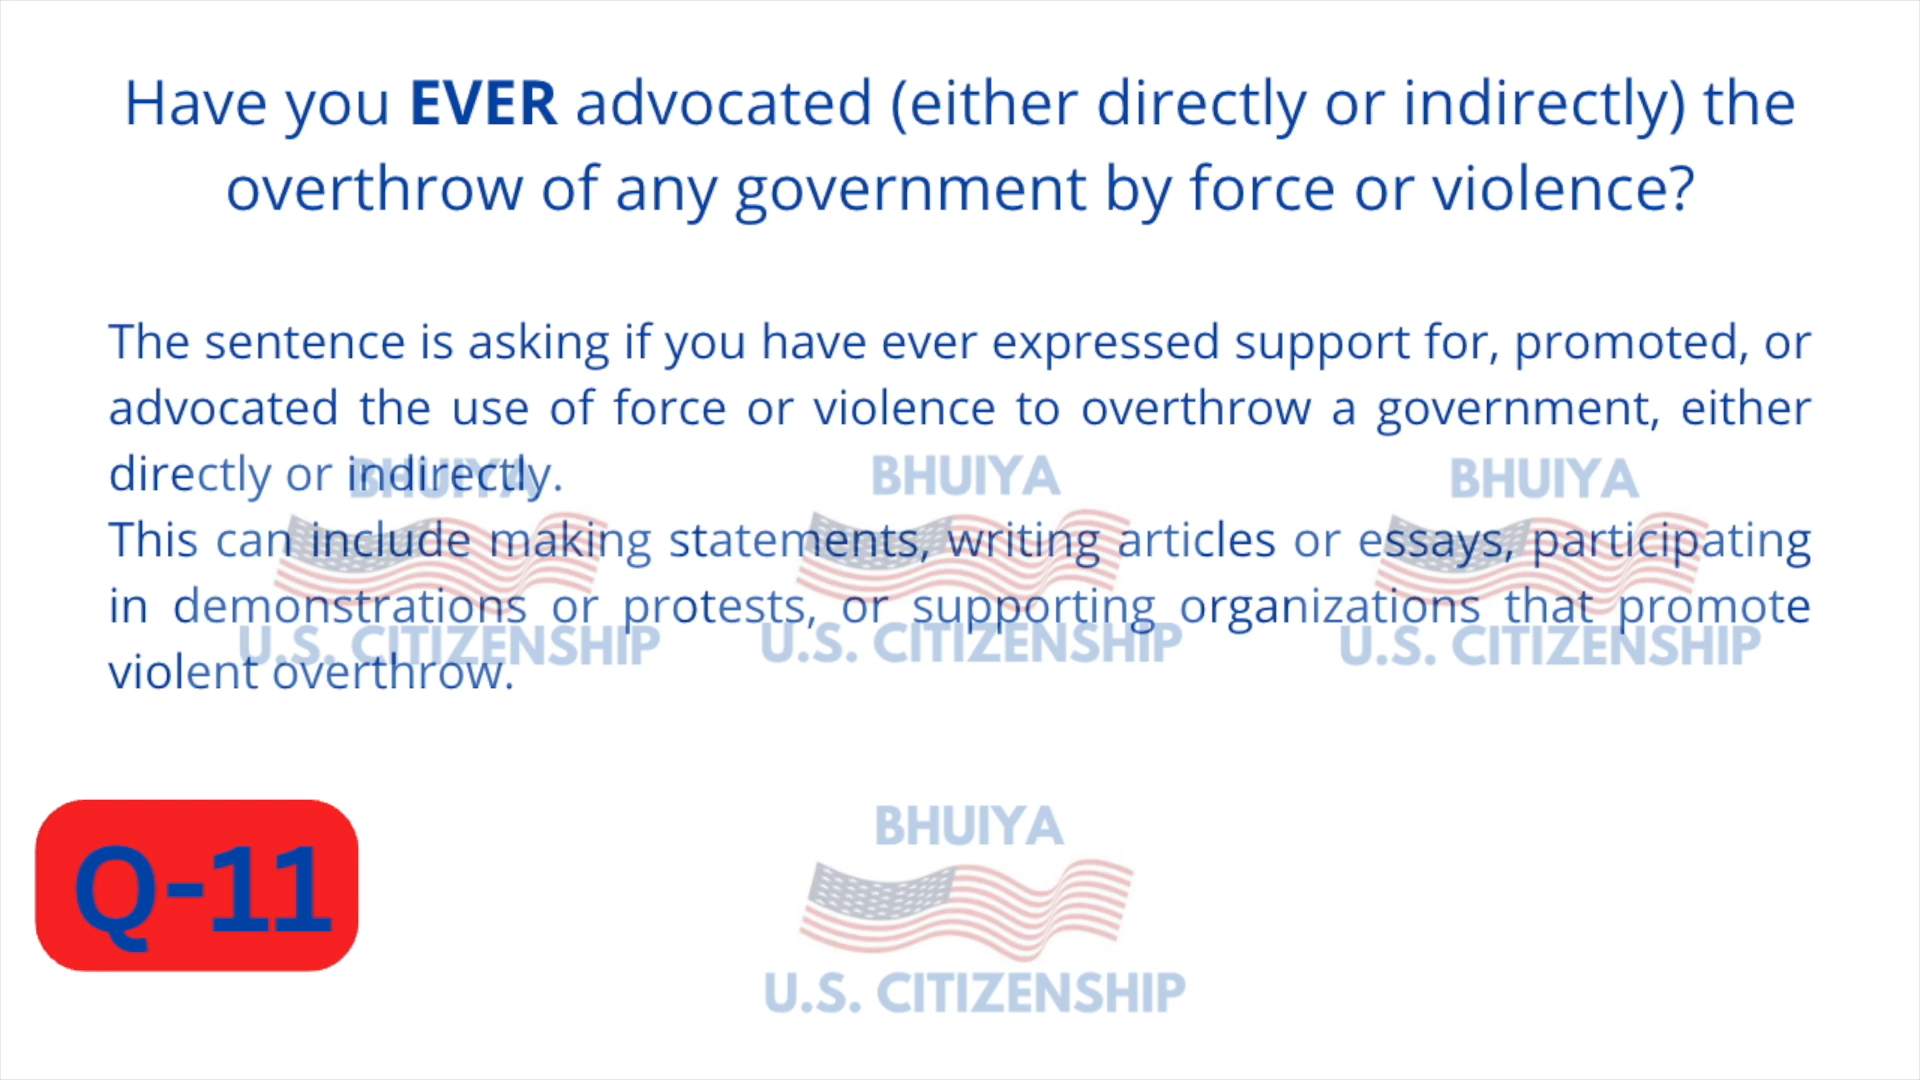 Have you EVER advocated (either directly or indirectly) the
overthrow of any government by force or violence?
The sentence is asking if you have ever expressed support for, promoted, or
advocated the use of force or violence to overthrow a government, either
directly or indirectly.
This can include making statements, writing articles or essays, participating
in demonstrations or protests, or supporting organizations that promote
violent overthrow.
BHUIYA
U.S. CITIZENSHIP
BHUIYA
U.S. CITIZENSHIP
BHUIYA
U.S. CITIZENSHIP
Q-11
BHUIYA
U.S. CITIZENSHIP